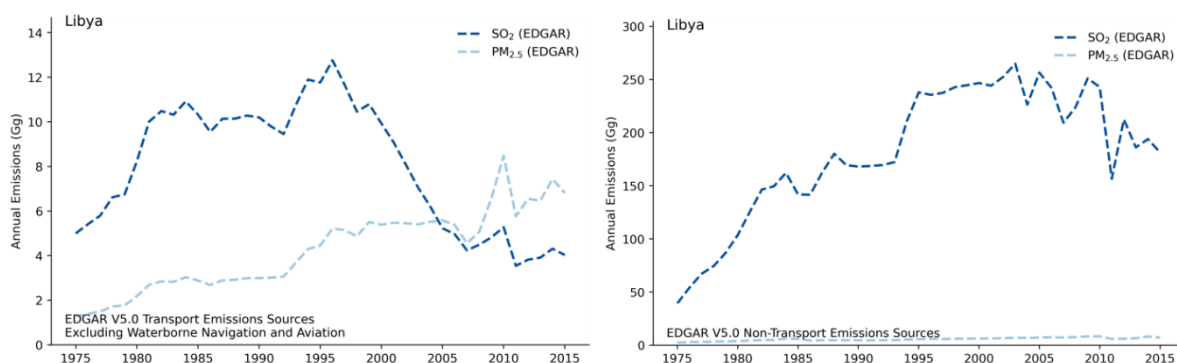 Libya
SO₂ (EDGAR)
PM₂.₅ (EDGAR)
Annual Emissions (Gg)
14
12
10
8
6
4
2
0
EDGAR V5.0 Transport Emissions Sources
Excluding Waterborne Navigation and Aviation
1975 1980 1985 1990 1995 2000 2005 2010 2015
Libya
SO₂ (EDGAR)
PM₂.₅ (EDGAR)
Annual Emissions (Gg)
300
250
200
150
100
50
0
EDGAR V5.0 Non-Transport Emissions Sources
1975 1980 1985 1990 1995 2000 2005 2010 2015